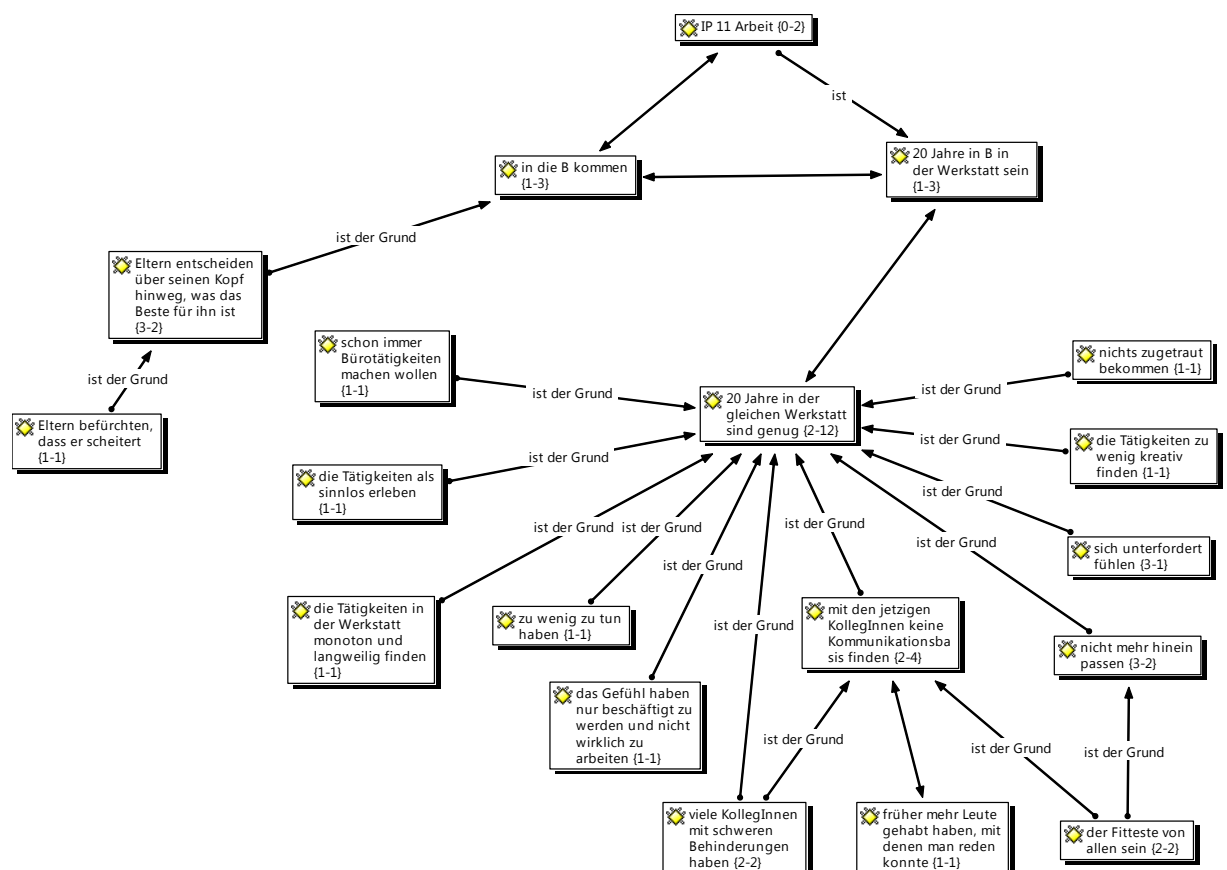 IP 11 Arbeit {0-2}
ist
in die B kommen
{1-3}
20 Jahre in B in
der Werkstatt sein
{1-3}
ist der Grund
Eltern entscheiden
über seinen Kopf
hinweg, was das
Beste für ihn ist
{3-2}
ist der Grund
Eltern befürchten,
dass er scheitert
{1-1}
schon immer
Bürotätigkeiten
machen wollen
{1-1}
ist der Grund
20 Jahre in der
gleichen Werkstatt
sind genug {2-12}
ist der Grund
nichts zugetraut
bekommen {1-1}
ist der Grund
die Tätigkeiten zu
wenig kreativ
finden {1-1}
die Tätigkeiten als
sinnlos erleben
{1-1}
ist der Grund
ist der Grund
sich unterfordert
fühlen {3-1}
ist der Grund
ist der Grund
ist der Grund
ist der Grund
ist der Grund
ist der Grund
die Tätigkeiten in
der Werkstatt
monoton und
langweilig finden
{1-1}
zu wenig zu tun
haben {1-1}
mit den jetzigen
KollegInnen keine
Kommunikationsba
sis finden {2-4}
nicht mehr hinein
passen {3-2}
das Gefühl haben
nur beschäftigt zu
werden und nicht
wirklich zu
arbeiten {1-1}
ist der Grund
ist der Grund
ist der Grund
viele KollegInnen
mit schweren
Behinderungen
haben {2-2}
früher mehr Leute
gehabt haben, mit
denen man reden
konnte {1-1}
der Fitteste von
allen sein {2-2}